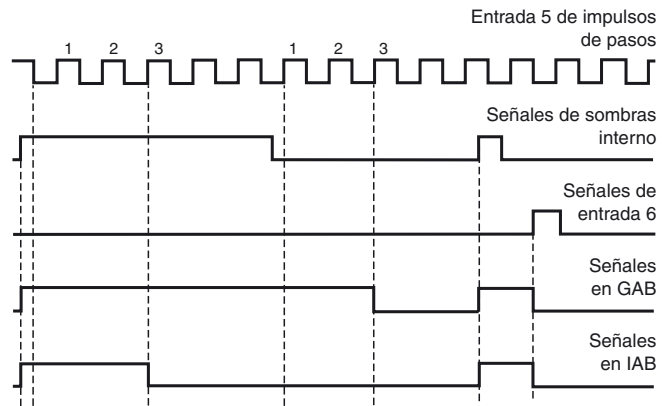 Entrada 5 de impulsos
de pasos
1 2 3 1 2 3
Señales de sombras
interno
Señales de
entrada 6
Señales
en GAB
Señales
en IAB